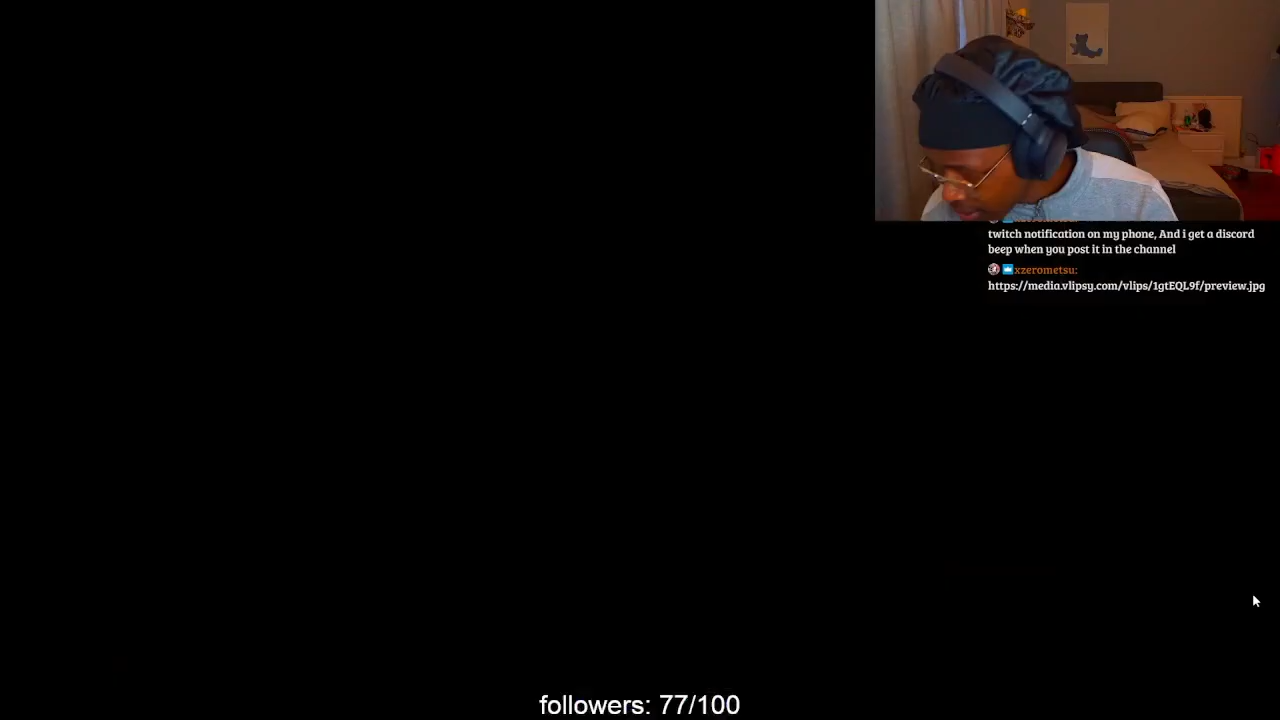 twitch notification on my phone, And i get a discord
beep when you post it in the channel
xzerometsu:
https://media.vlipsy.com/vlips/1gtEQL9f/preview.jpg
followers: 77/100